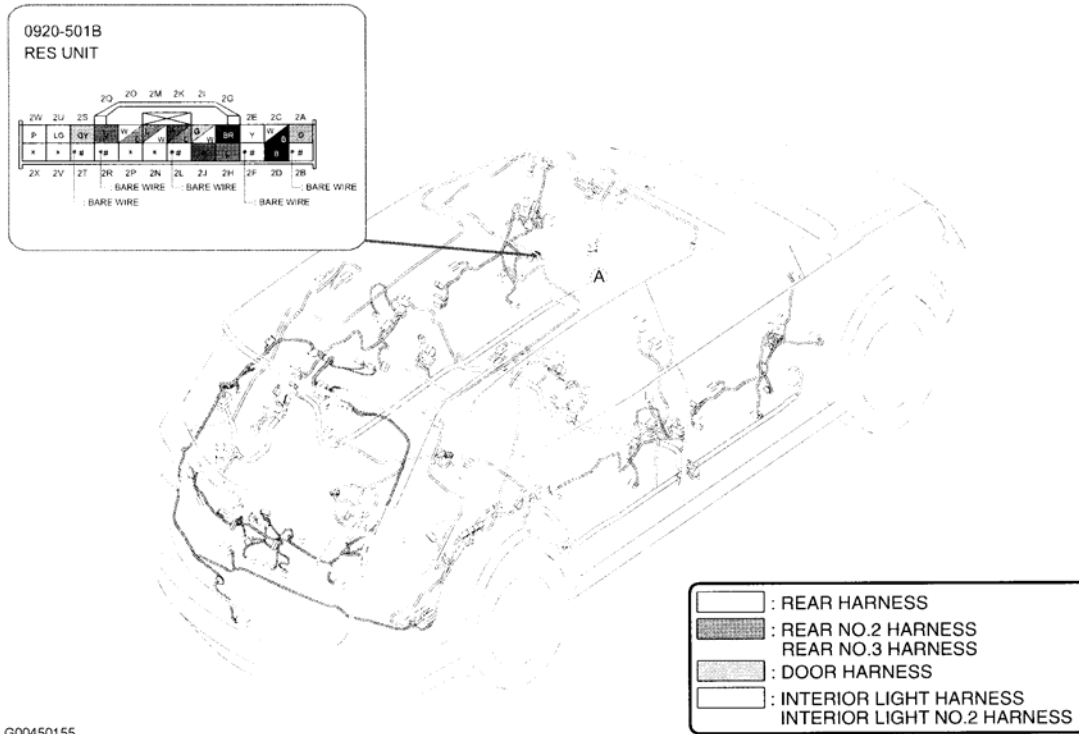 0920-501B
RES UNIT
2Q 2O 2M 2K 2I 2G
2W 2U 2S 2E 2C 2A
P LG GY W W G W BR Y W B
* * *# *# * * *# *# B *#
2X 2V 2T 2R 2P 2N 2L 2J 2H 2F 2D 2B
: BARE WIRE : BARE WIRE : BARE WIRE
: BARE WIRE : BARE WIRE
A
: REAR HARNESS
: REAR NO.2 HARNESS
REAR NO.3 HARNESS
: DOOR HARNESS
: INTERIOR LIGHT HARNESS
INTERIOR LIGHT NO.2 HARNESS
G00450155